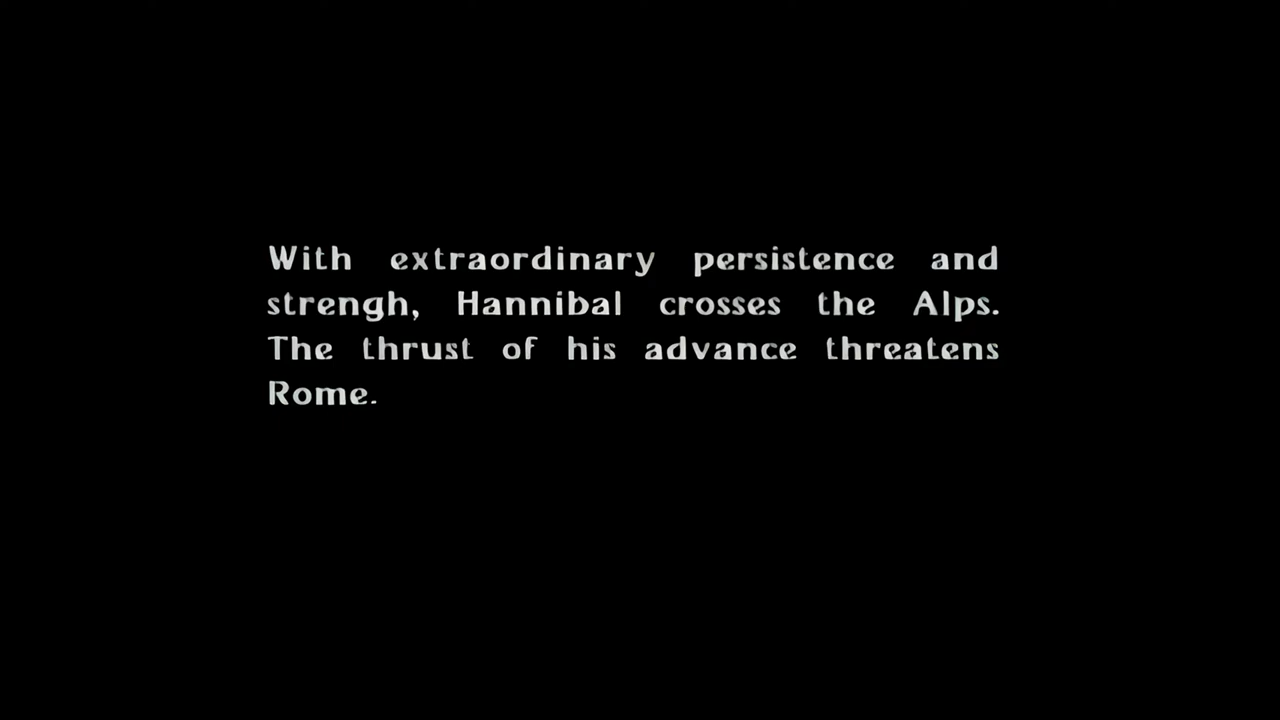 With extraordinary persistence and
strengh, Hannibal crosses the Alps.
The thrust of his advance threatens
Rome.